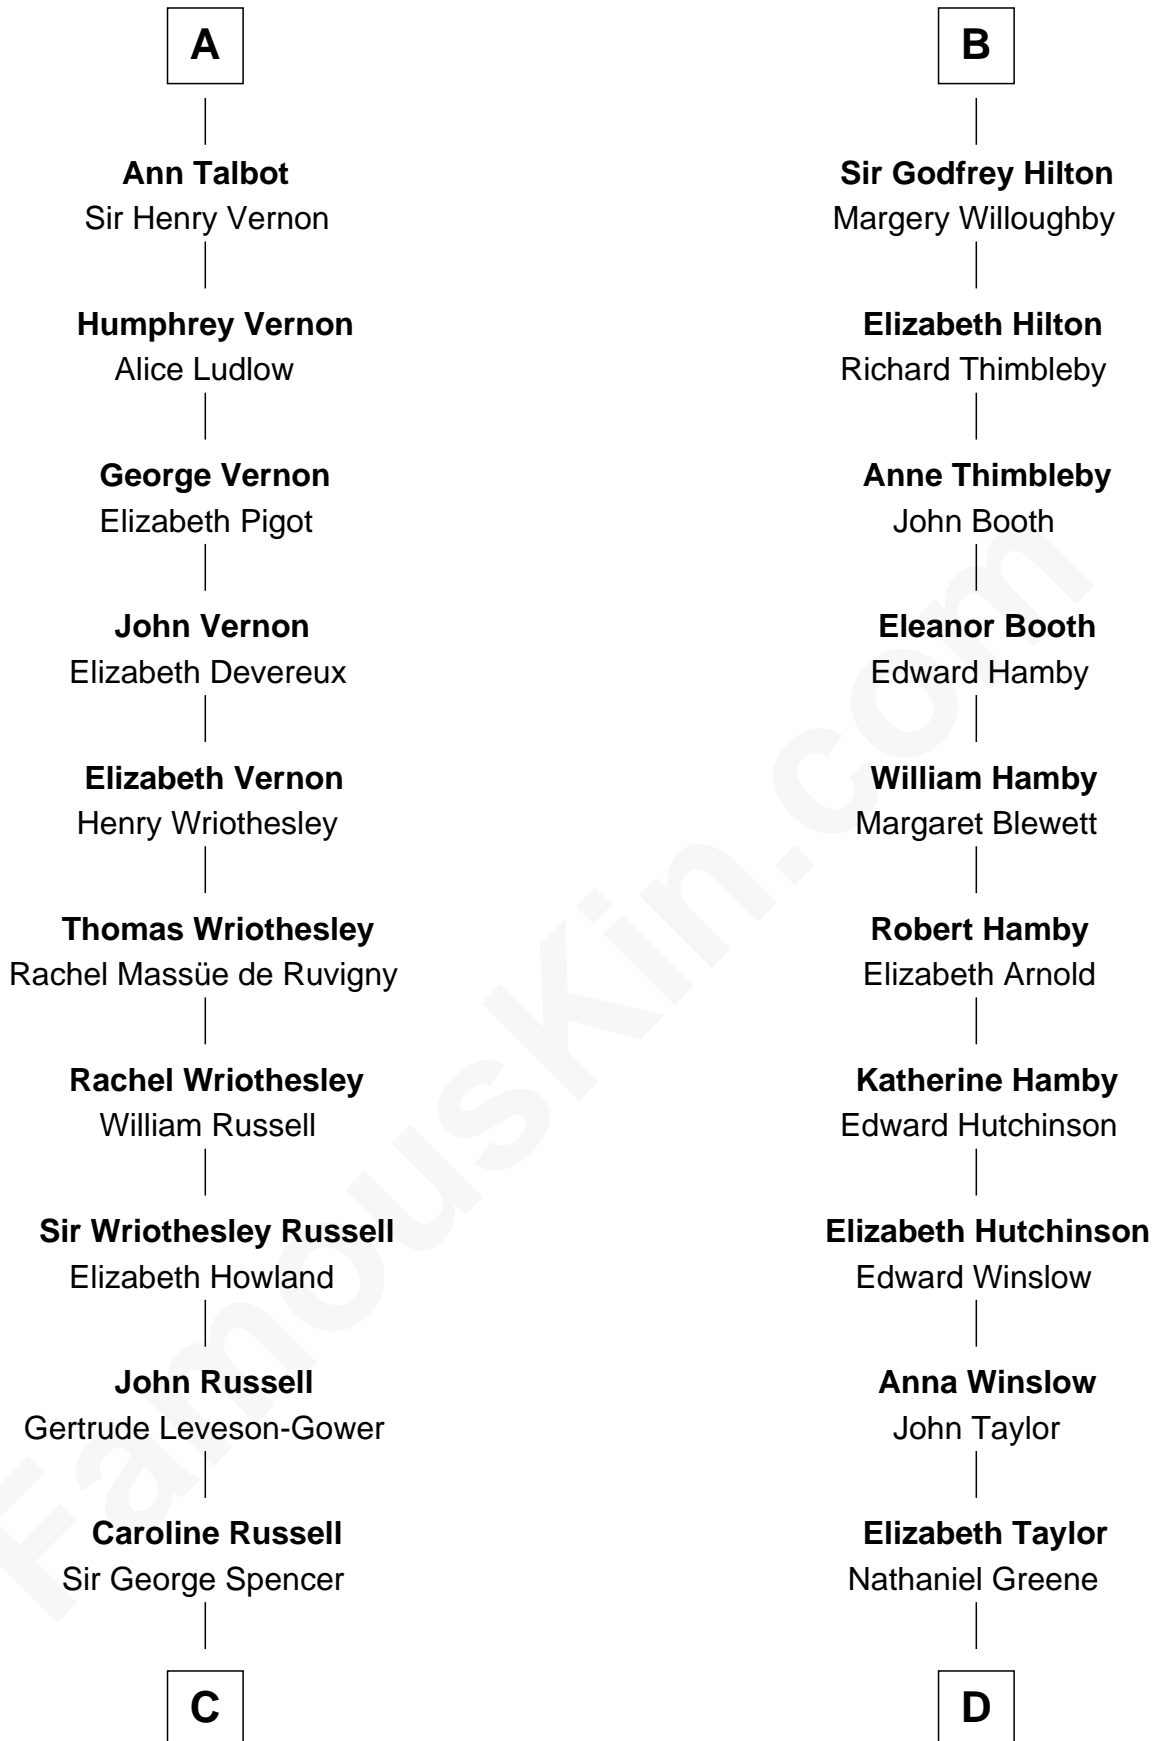 A
Ann Talbot
Sir Henry Vernon
Humphrey Vernon
Alice Ludlow
George Vernon
Elizabeth Pigot
John Vernon
Elizabeth Devereux
Elizabeth Vernon
Henry Wriothesley
Thomas Wriothesley
Rachel Massüe de Ruvigny
Rachel Wriothesley
William Russell
Sir Wriothesley Russell
Elizabeth Howland
John Russell
Gertrude Leveson-Gower
Caroline Russell
Sir George Spencer
C
B
Sir Godfrey Hilton
Margery Willoughby
Elizabeth Hilton
Richard Thimbleby
Anne Thimbleby
John Booth
Eleanor Booth
Edward Hamby
William Hamby
Margaret Blewett
Robert Hamby
Elizabeth Arnold
Katherine Hamby
Edward Hutchinson
Elizabeth Hutchinson
Edward Winslow
Anna Winslow
John Taylor
Elizabeth Taylor
Nathaniel Greene
D
FamousKin.com